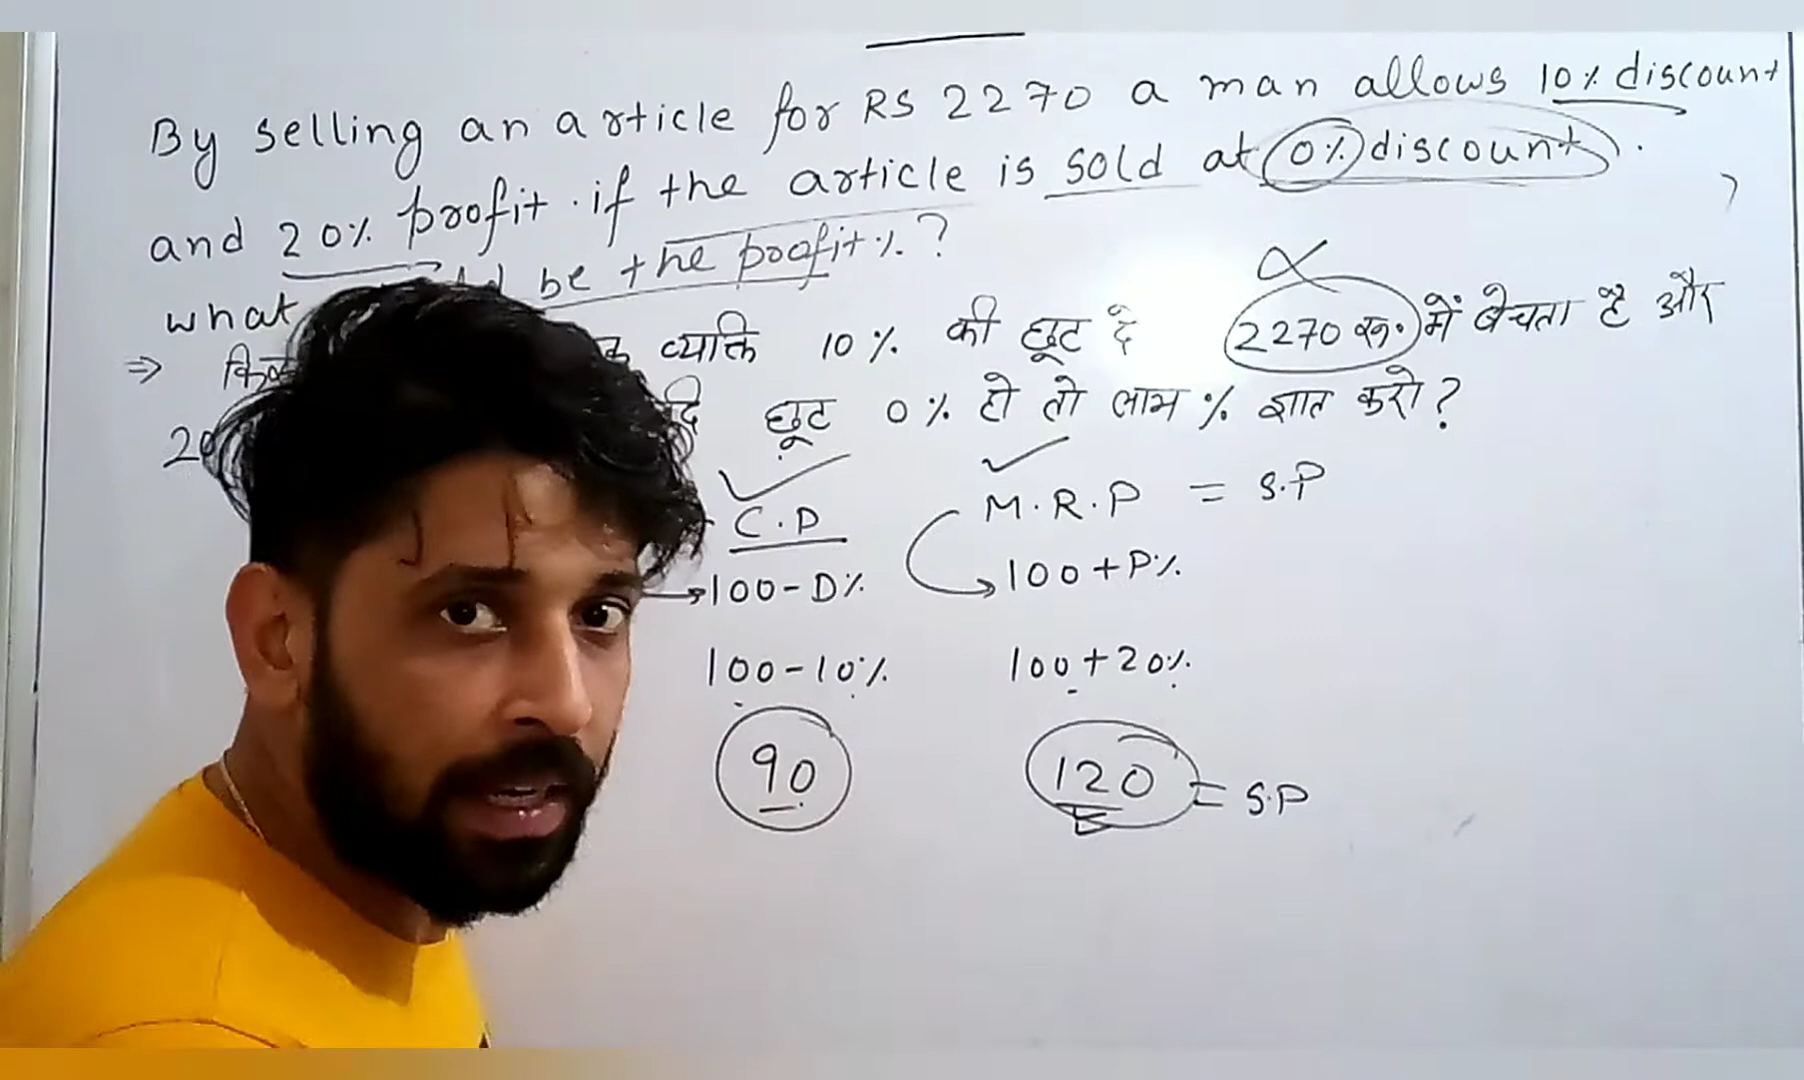 By selling an article for RS 2270 a man allows 10% discount
and 20% profit . if the article is sold at 0% discount .
what be the profit % ?
⇒ व्यक्ति 10% की छूट दे 2270 रू. में बेचता है और
20 छूट 0% हो तो लाभ % ज्ञात करो ?
C.P M.R.P = S.P
→100-D% 100+P%
100-10% 100+20%
90 120 = S.P